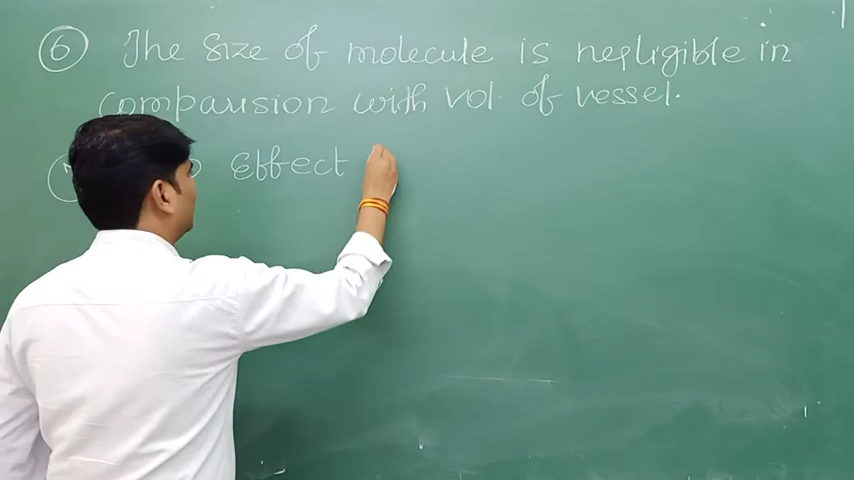 6 The Size of molecule is negligible in
comparision with vol. of vessel.
Effect